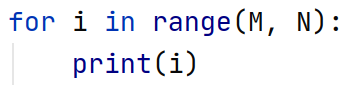 for i in range(M, N):
    print(i)